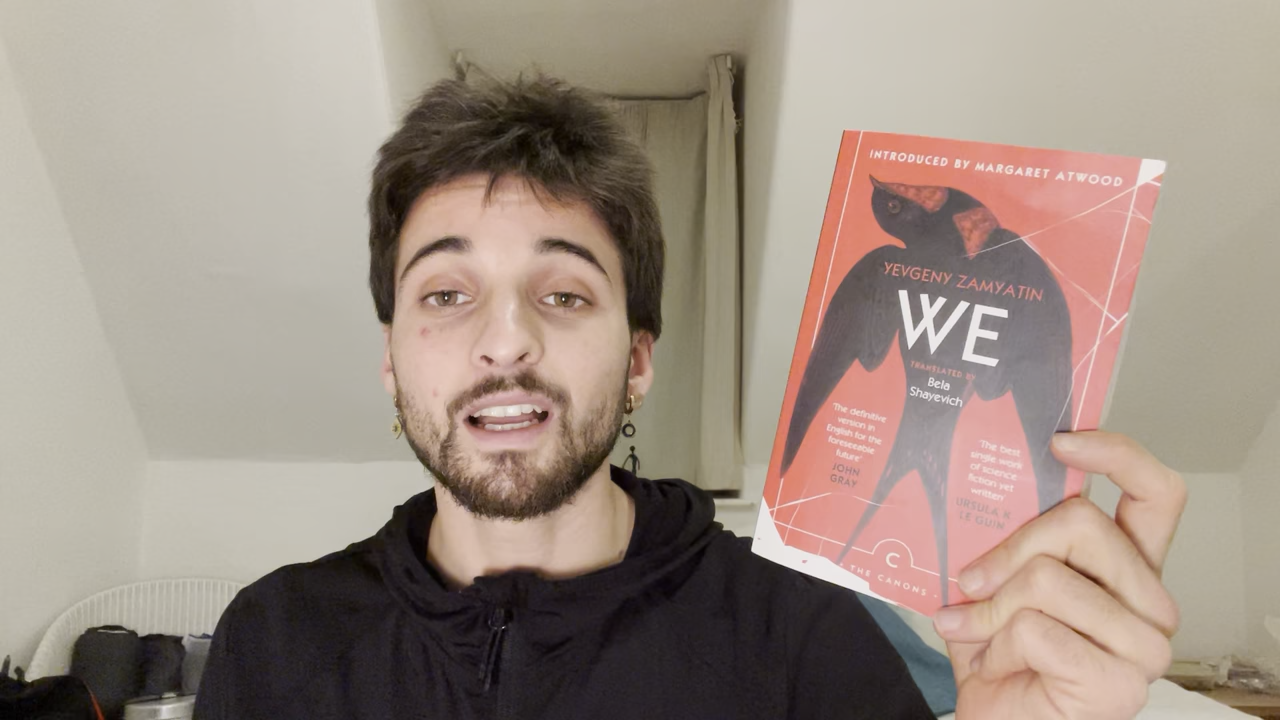 INTRODUCED BY MARGARET ATWOOD
YEVGENY ZAMYATIN
WE
TRANSLATED BY
Bela
Shayevich
'The definitive
version in
English for the
foreseeable
future'
JOHN
GRAY
'The best
single work
of science
fiction yet
written'
URSULA K.
LE GUIN
C
THE CANONS